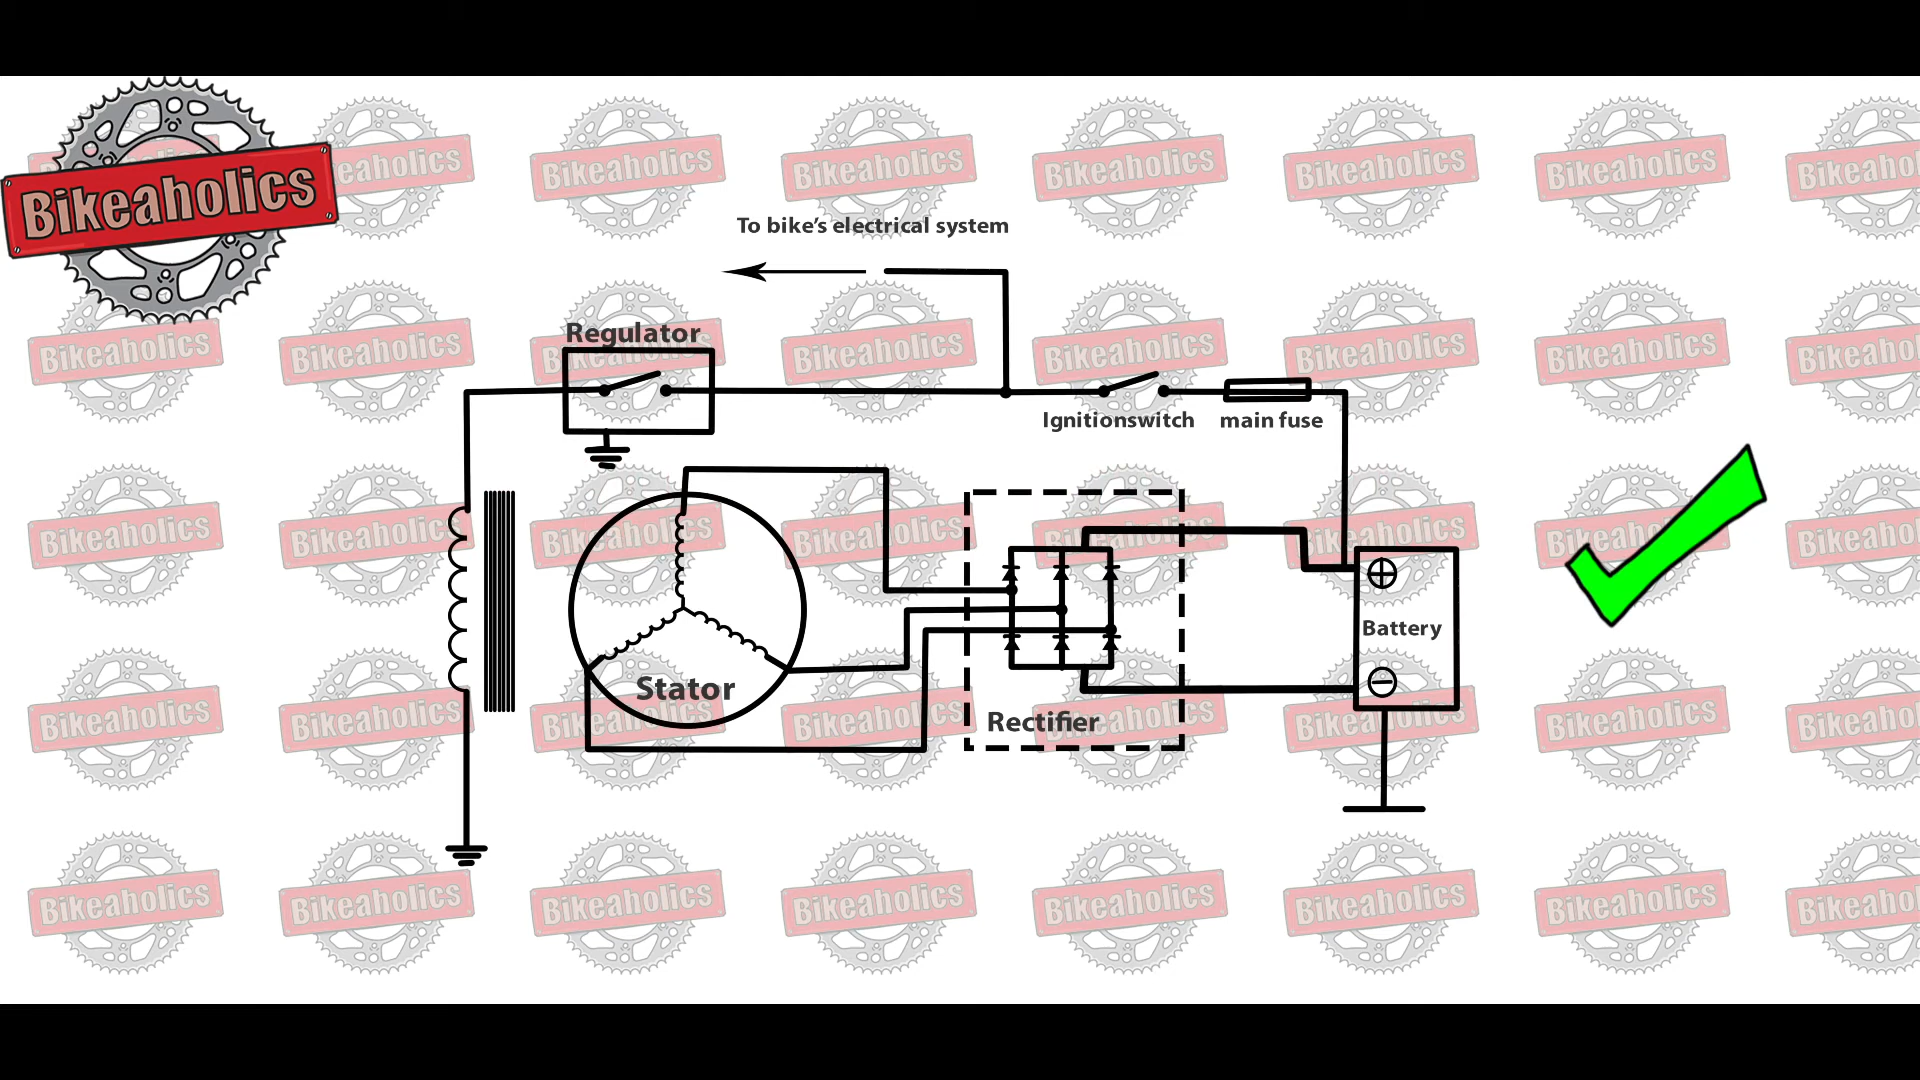 Bikeaholics
To bike's electrical system
Regulator
Ignitionswitch
main fuse
Battery
Stator
Rectifier